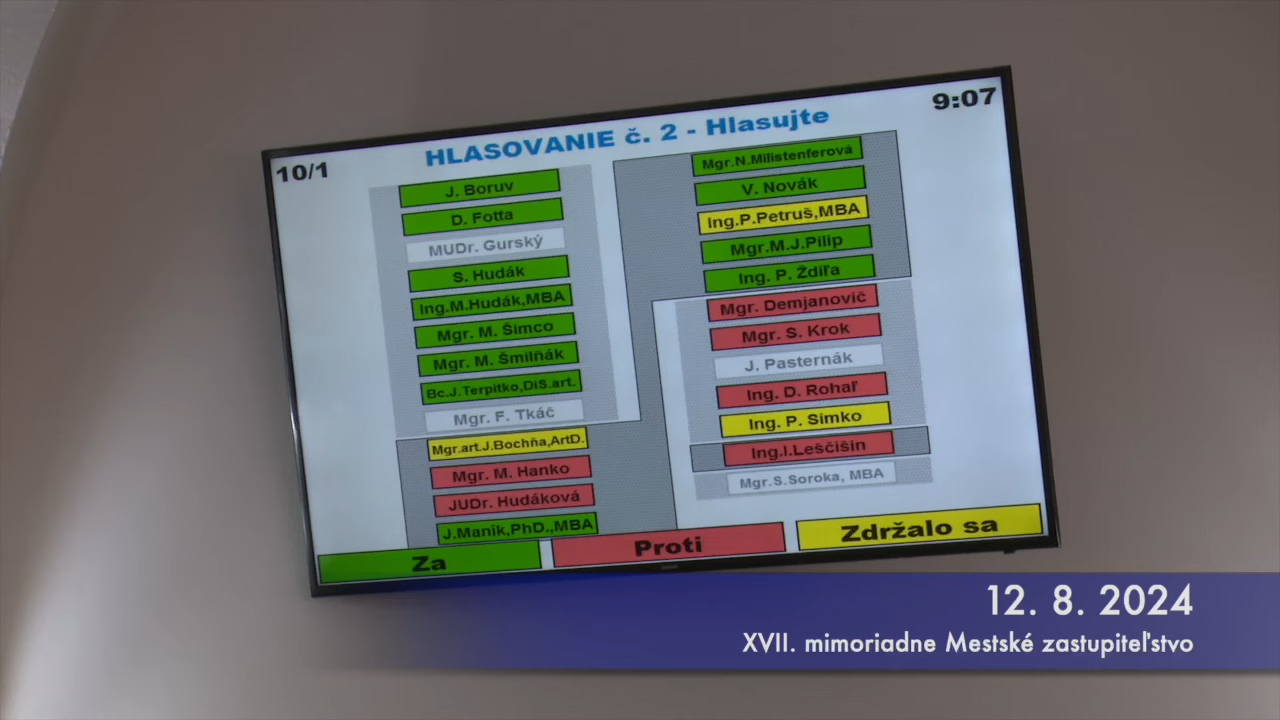 10/1
HLASOVANIE č. 2 - Hlasujte
9:07
J. Boruv
D. Fotta
MUDr. Gurský
S. Hudák
Ing.M.Hudák,MBA
Mgr. M. Šimco
Mgr. M. Šmilňák
Bc.J.Terpitko,DiS.art.
Mgr. F. Tkáč
Mgr.art.J.Bochňa,ArtD.
Mgr. M. Hanko
JUDr. Hudáková
J.Maník,PhD.,MBA
Mgr.N.Milistenferová
V. Novák
Ing.P.Petruš,MBA
Mgr.M.J.Pilip
Ing. P. Ždiľa
Mgr. Demjanovič
Mgr. S. Krok
J. Pasternák
Ing. D. Rohaľ
Ing. P. Simko
Ing.I.Leščišin
Mgr.S.Soroka, MBA
Za
Proti
Zdržalo sa
12. 8. 2024
XVII. mimoriadne Mestské zastupiteľstvo